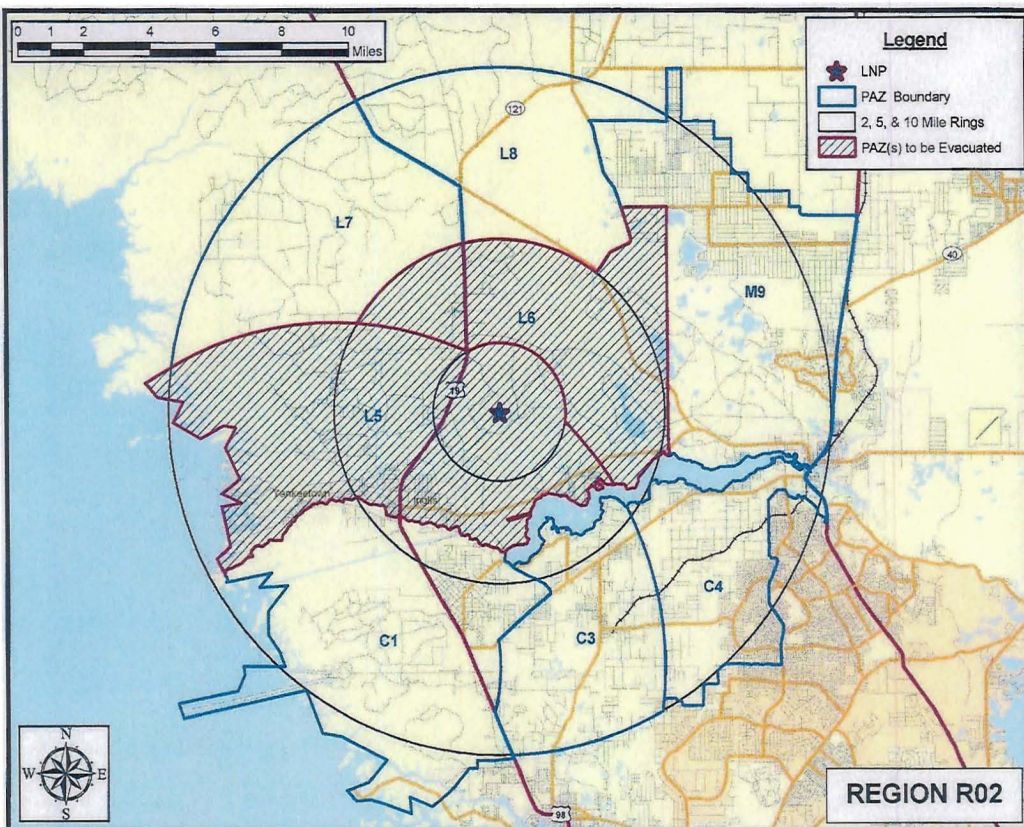 0 1 2 4 6 8 10
Miles
Legend
LNP
PAZ Boundary
2, 5, & 10 Mile Rings
PAZ(s) to be Evacuated
121
L8
L7
40
M9
L6
19
L5
Yankeetown
Inglis
C4
C3
C1
N
W E
S
98
REGION R02